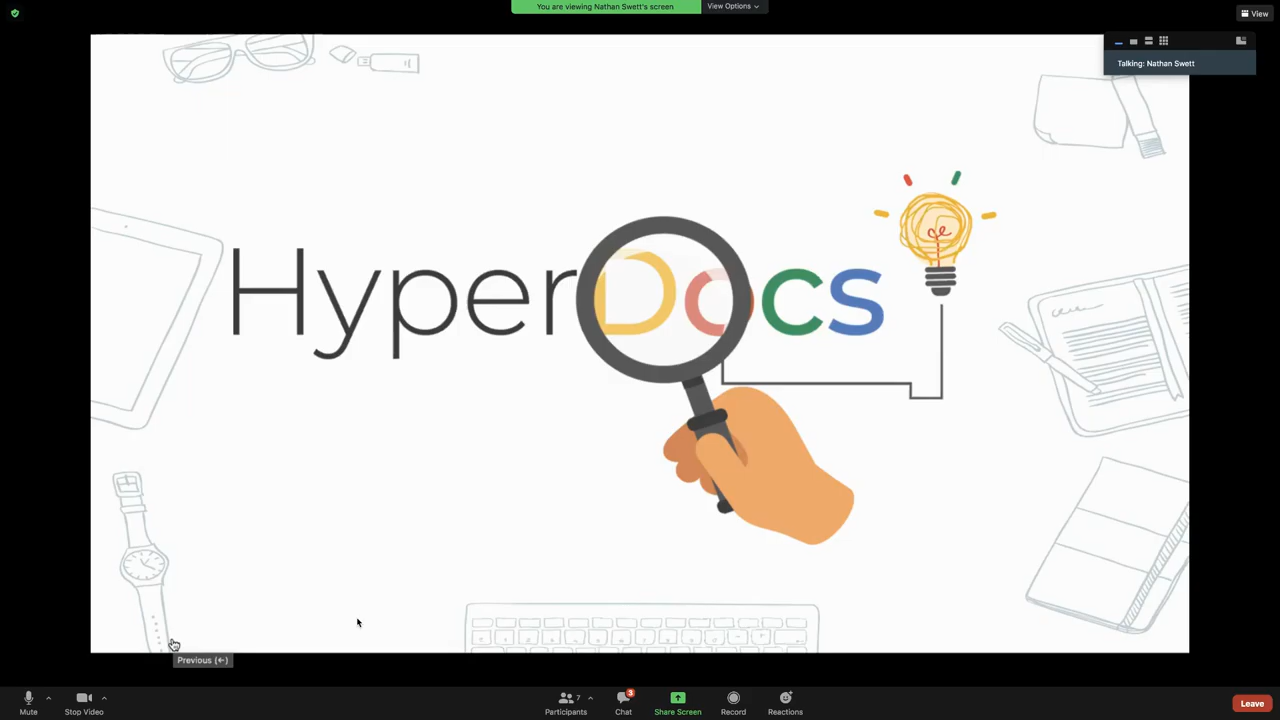 You are viewing Nathan Swett's screen
View Options
View
Talking: Nathan Swett
HyperDocs
Previous (←)
Mute
Stop Video
Participants
7
Chat
3
Share Screen
Record
Reactions
Leave